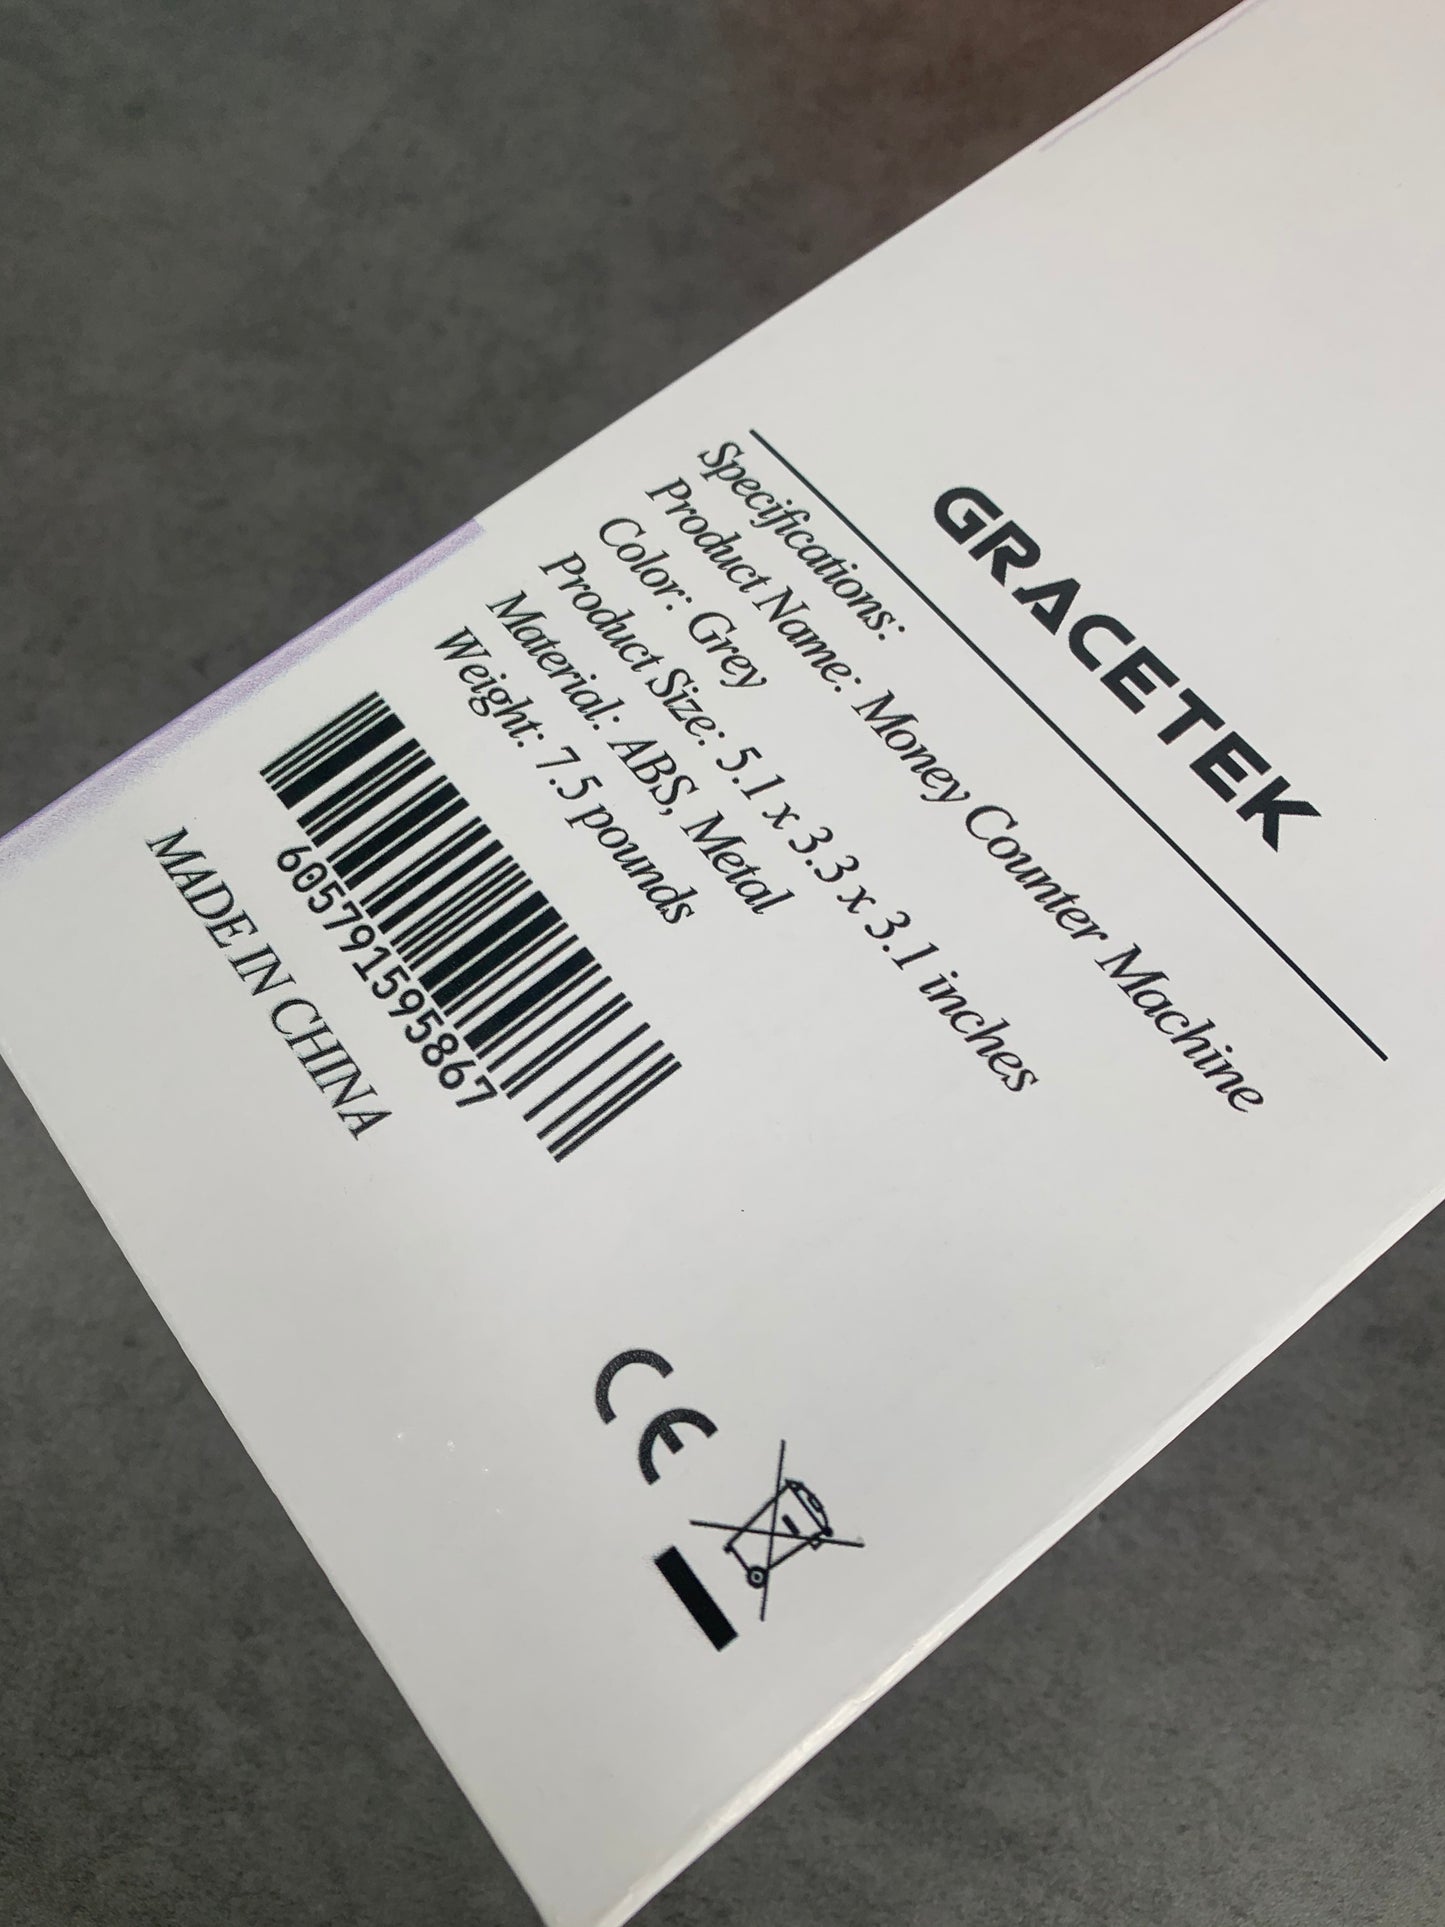 GRACETEK
Specifications:
Product Name: Money Counter Machine
Color: Grey
Product Size: 5.1 x 3.3 x 3.1 inches
Material: ABS, Metal
Weight: 7.5 pounds
605791595867
MADE IN CHINA
CE